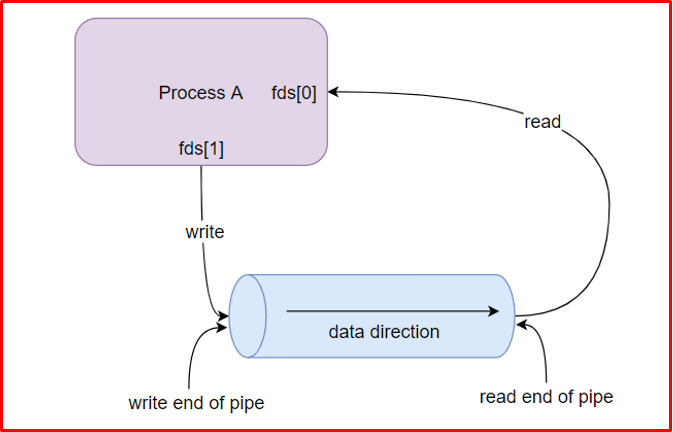 Process A fds[0]
fds[1]
read
write
data direction
write end of pipe
read end of pipe